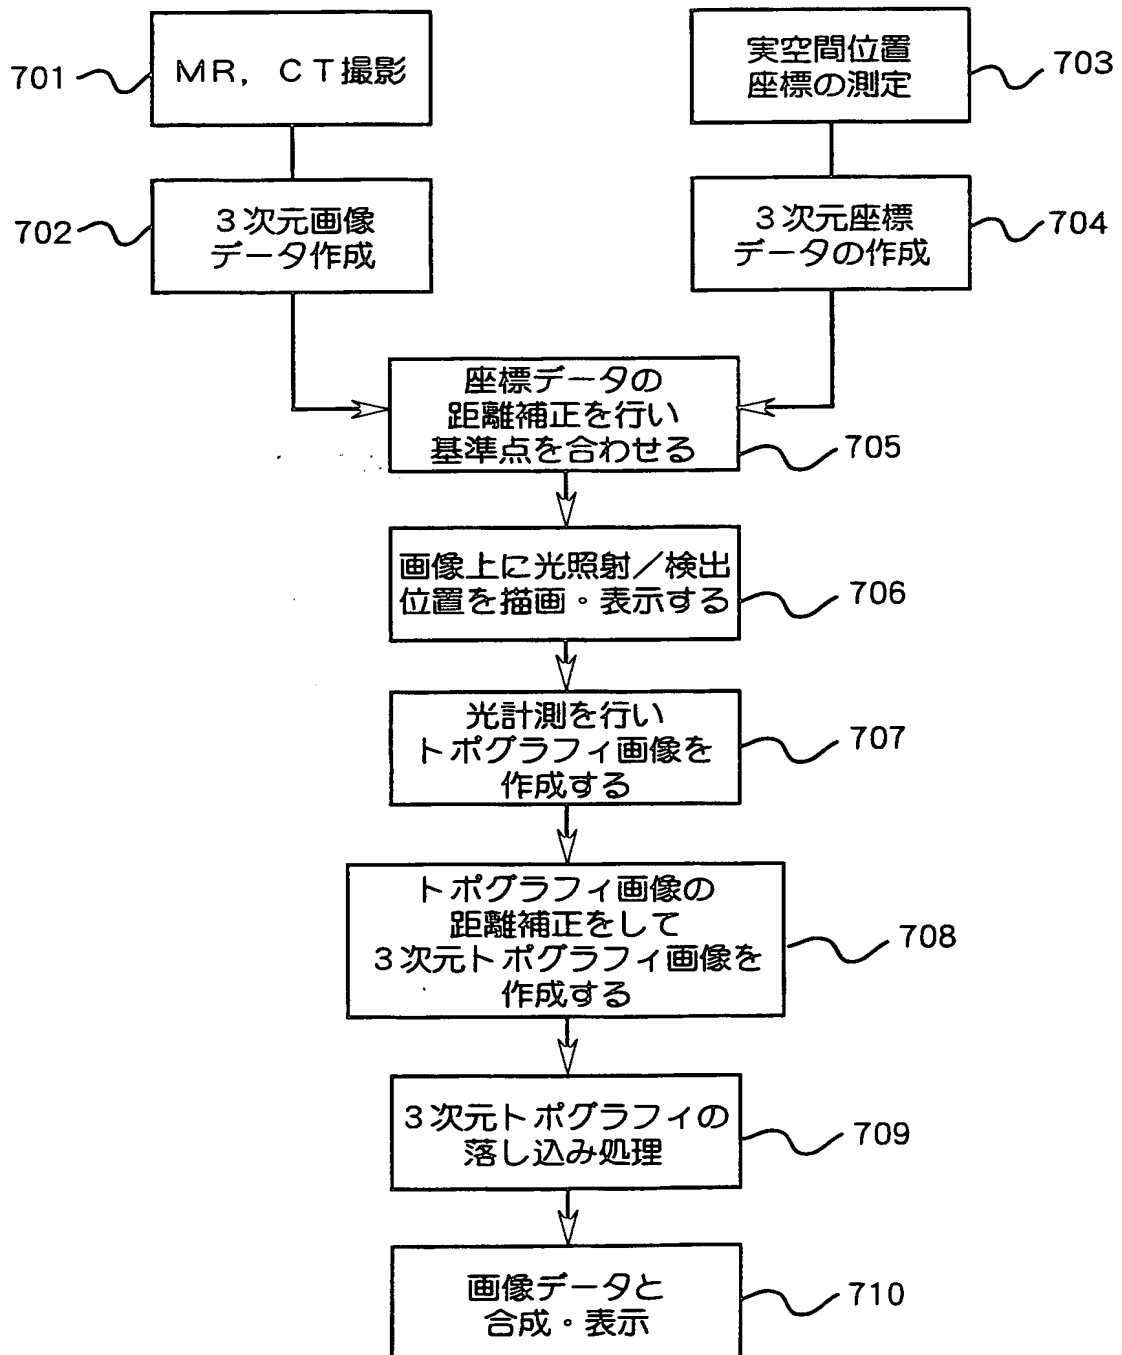 701
MR，CT撮影
実空間位置
座標の測定
703
702
3次元画像
データ作成
3次元座標
データの作成
704
座標データの
距離補正を行い
基準点を合わせる
705
画像上に光照射／検出
位置を描画・表示する
706
光計測を行い
トポグラフィ画像を
作成する
707
トポグラフィ画像の
距離補正をして
3次元トポグラフィ画像を
作成する
708
3次元トポグラフィの
落し込み処理
709
画像データと
合成・表示
710